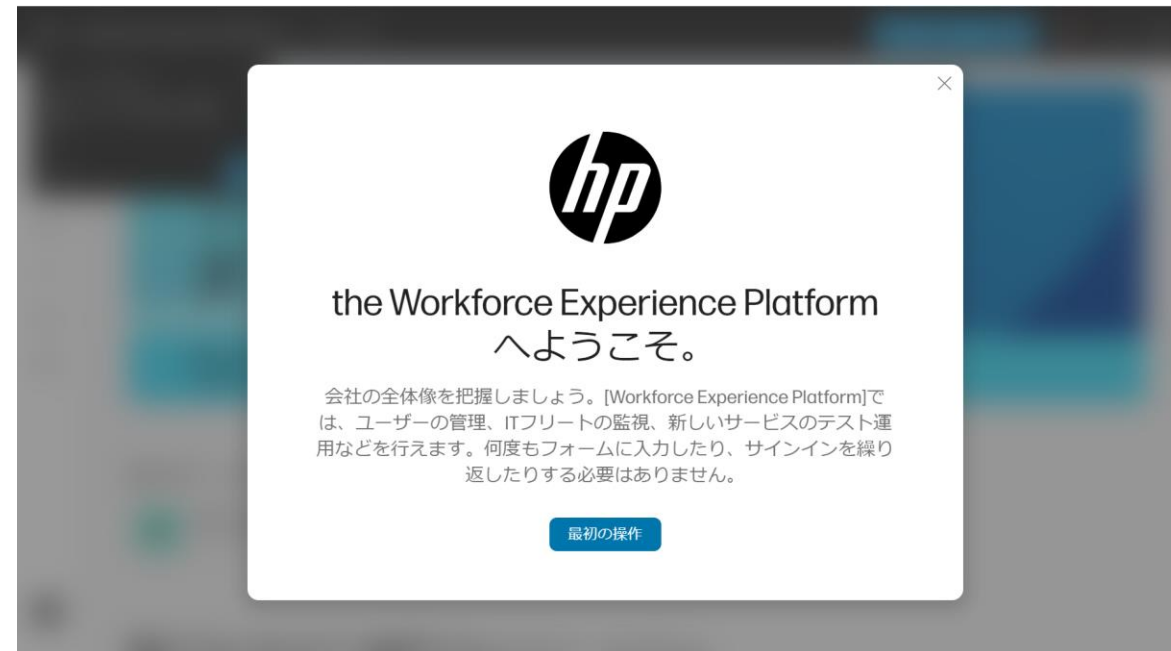 hp
the Workforce Experience Platform
へようこそ。
会社の全体像を把握しましょう。[Workforce Experience Platform]で
は、ユーザーの管理、ITフリートの監視、新しいサービスのテスト運
用などを行えます。何度もフォームに入力したり、サインインを繰り
返したりする必要はありません。
最初の操作